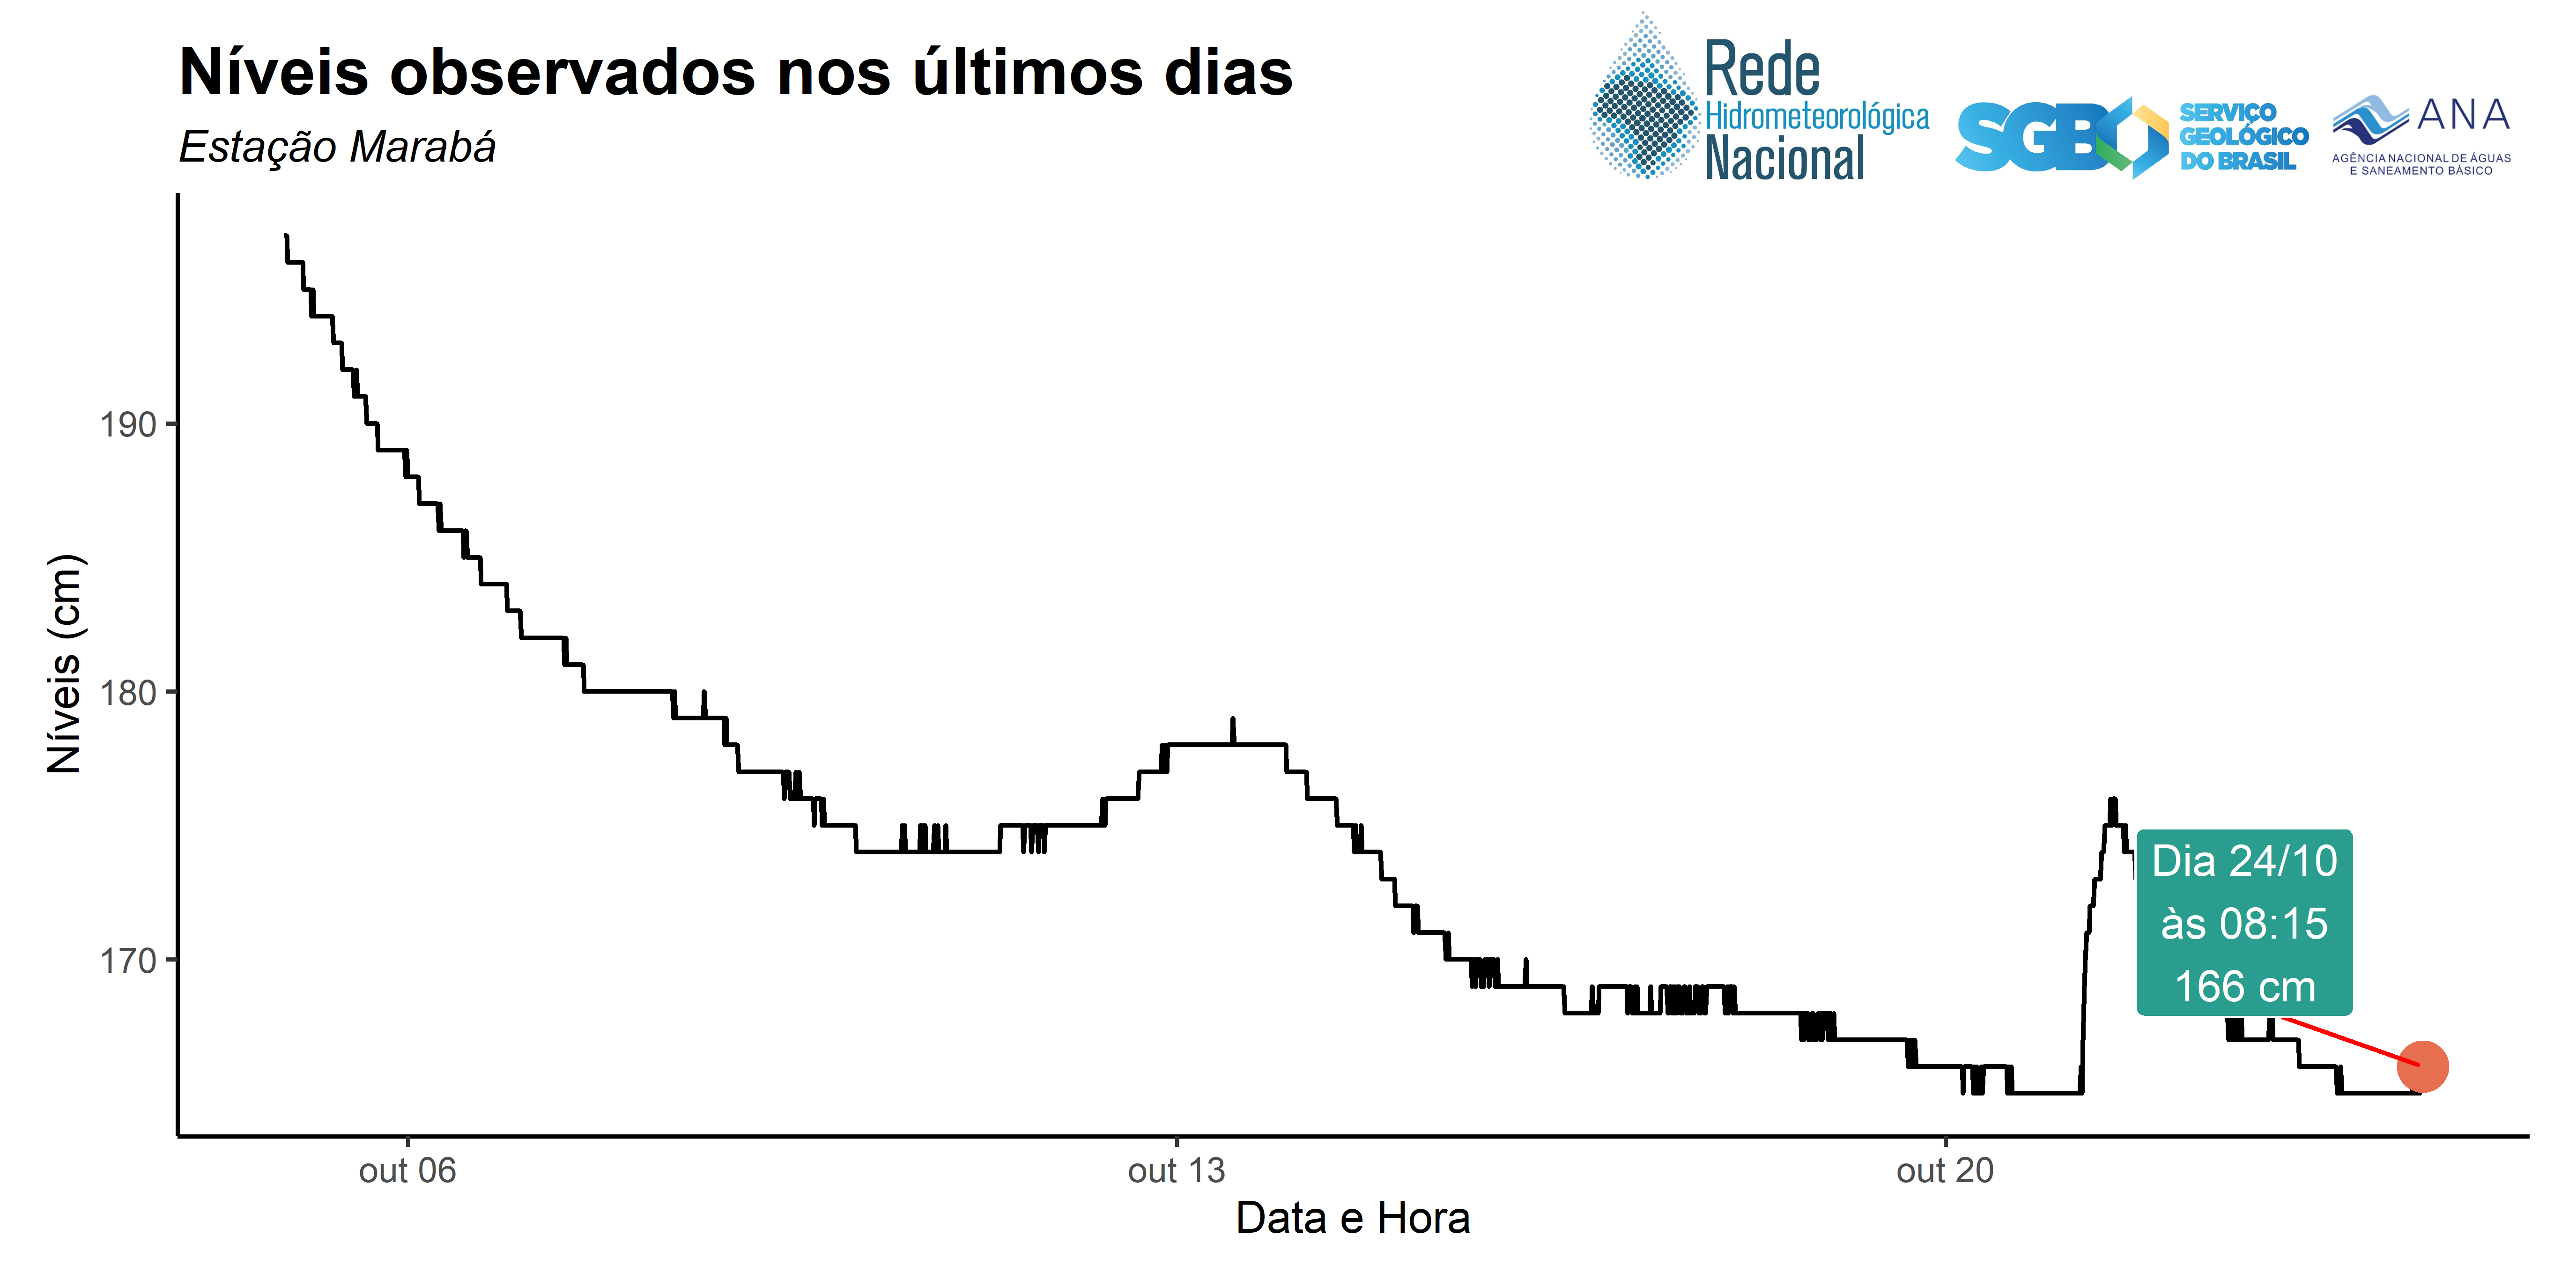 Níveis observados nos últimos dias
Estação Marabá
Rede
Hidrometeorológica
Nacional
SGB
SERVIÇO
GEOLÓGICO
DO BRASIL
ANA
AGÊNCIA NACIONAL DE ÁGUAS
E SANEAMENTO BÁSICO
Níveis (cm)
190
180
170
Dia 24/10
às 08:15
166 cm
out 06
out 13
out 20
Data e Hora